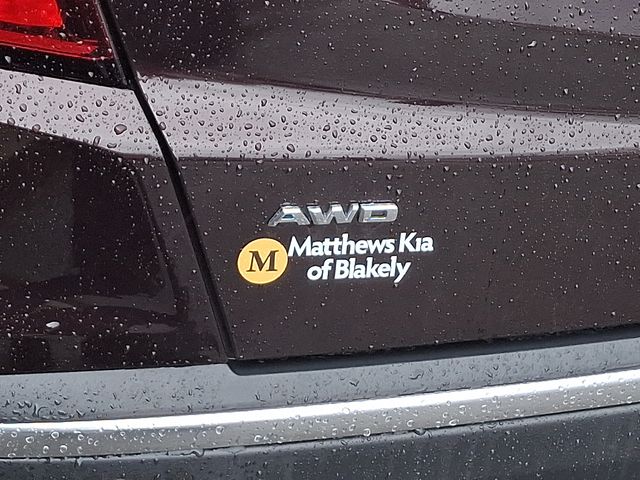 AWD
M
Matthews Kia
of Blakely